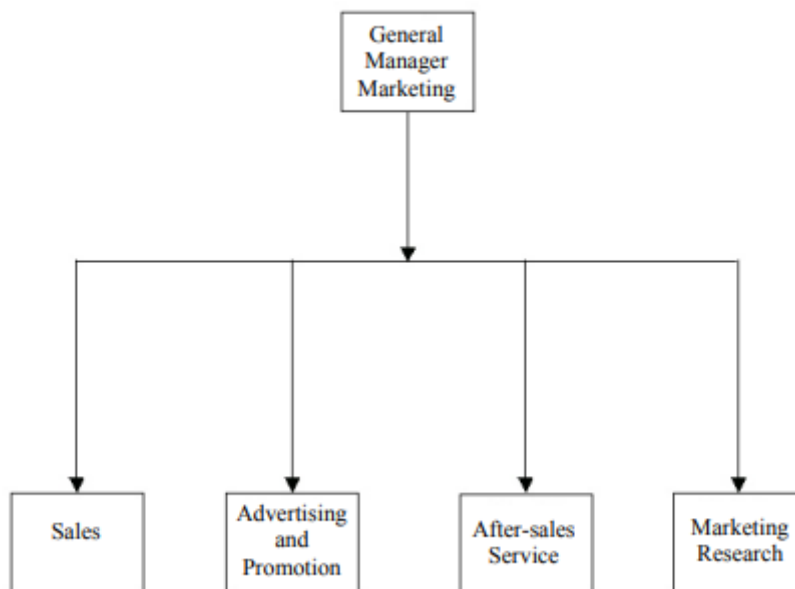 General
Manager
Marketing
Sales
Advertising
and
Promotion
After-sales
Service
Marketing
Research